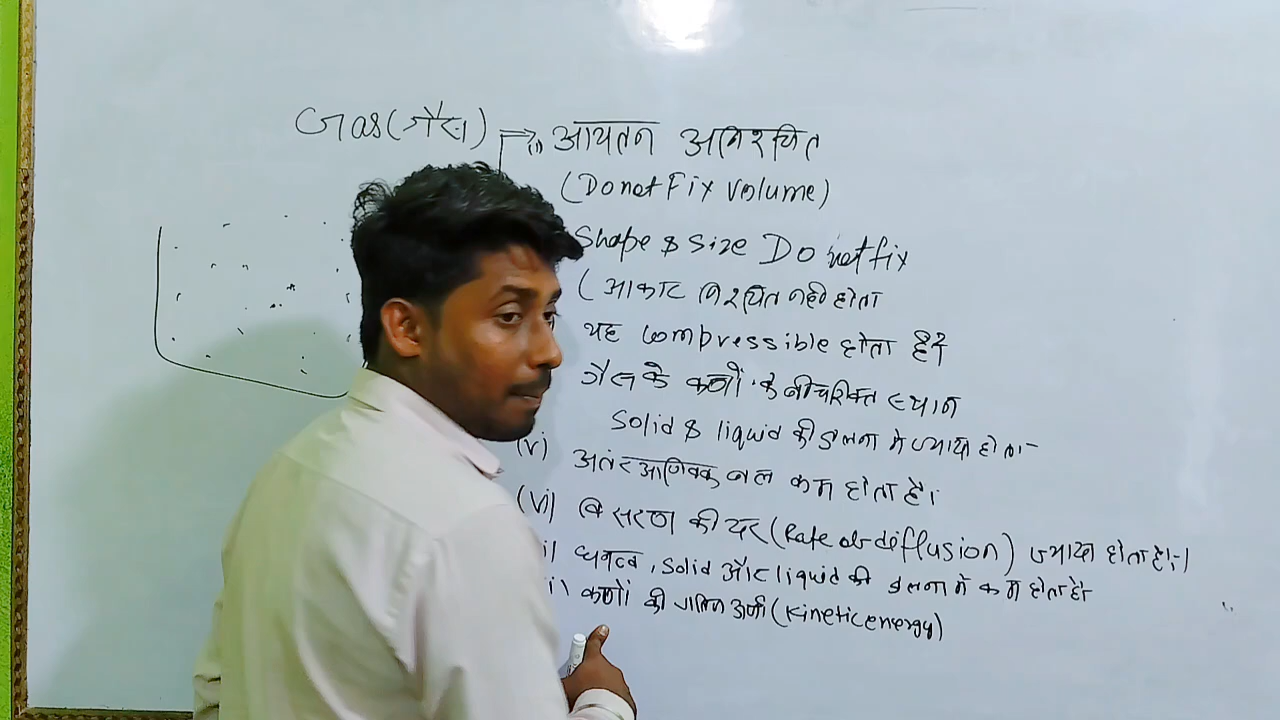 Gas (गैस) → (i) आयतन अनिश्चित
(Do not Fix Volume)
Shape & Size Do not fix
( आकार निश्चित नही होता
यह Compressible होता है
गैस के कणों के बीच रिक्त स्थान
Solid & liquid की तुलना मे ज्यादा होता
(v) अतंर आण्विक बल कम होता है।
(vi) विसरण की दर (Rate of diffusion) ज्यादा होता है।
i) घनत्व, Solid और liquid की तुलना मे कम होता है
i) कणों की गतिज ऊर्जा (Kinetic energy)